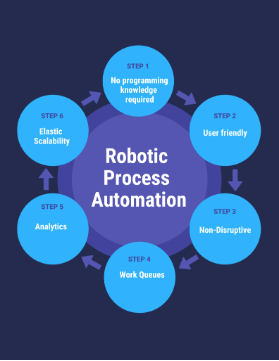 STEP 1
No programming
knowledge
required
STEP 2
User friendly
STEP 3
Non-Disruptive
STEP 4
Work Queues
STEP 5
Analytics
STEP 6
Elastic
Scalability
Robotic
Process
Automation